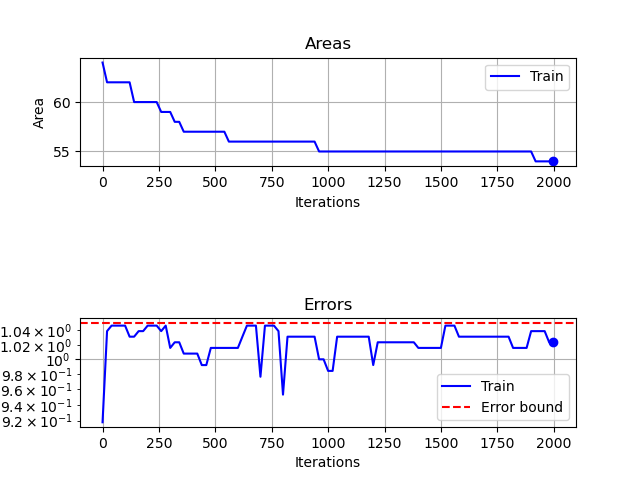 Areas
Area
60
55
Train
0 250 500 750 1000 1250 1500 1750 2000
Iterations
Errors
1.04 × 10⁰
1.02 × 10⁰
10⁰
9.8 × 10⁻¹
9.6 × 10⁻¹
9.4 × 10⁻¹
9.2 × 10⁻¹
Train
Error bound
0 250 500 750 1000 1250 1500 1750 2000
Iterations